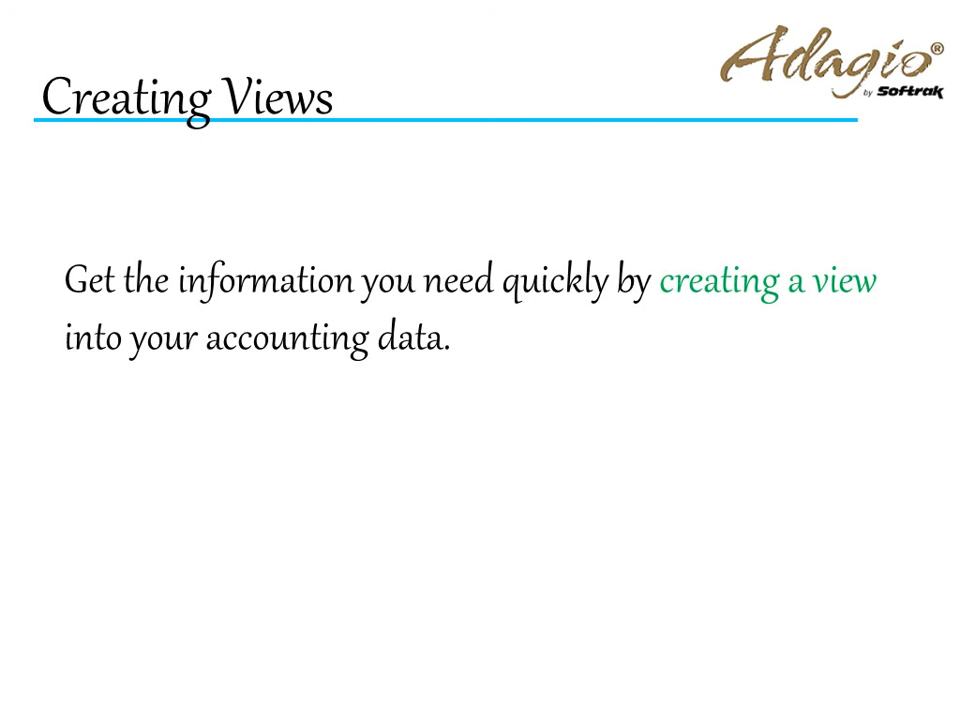 Adagio®
by Softrak
Creating Views
Get the information you need quickly by creating a view
into your accounting data.